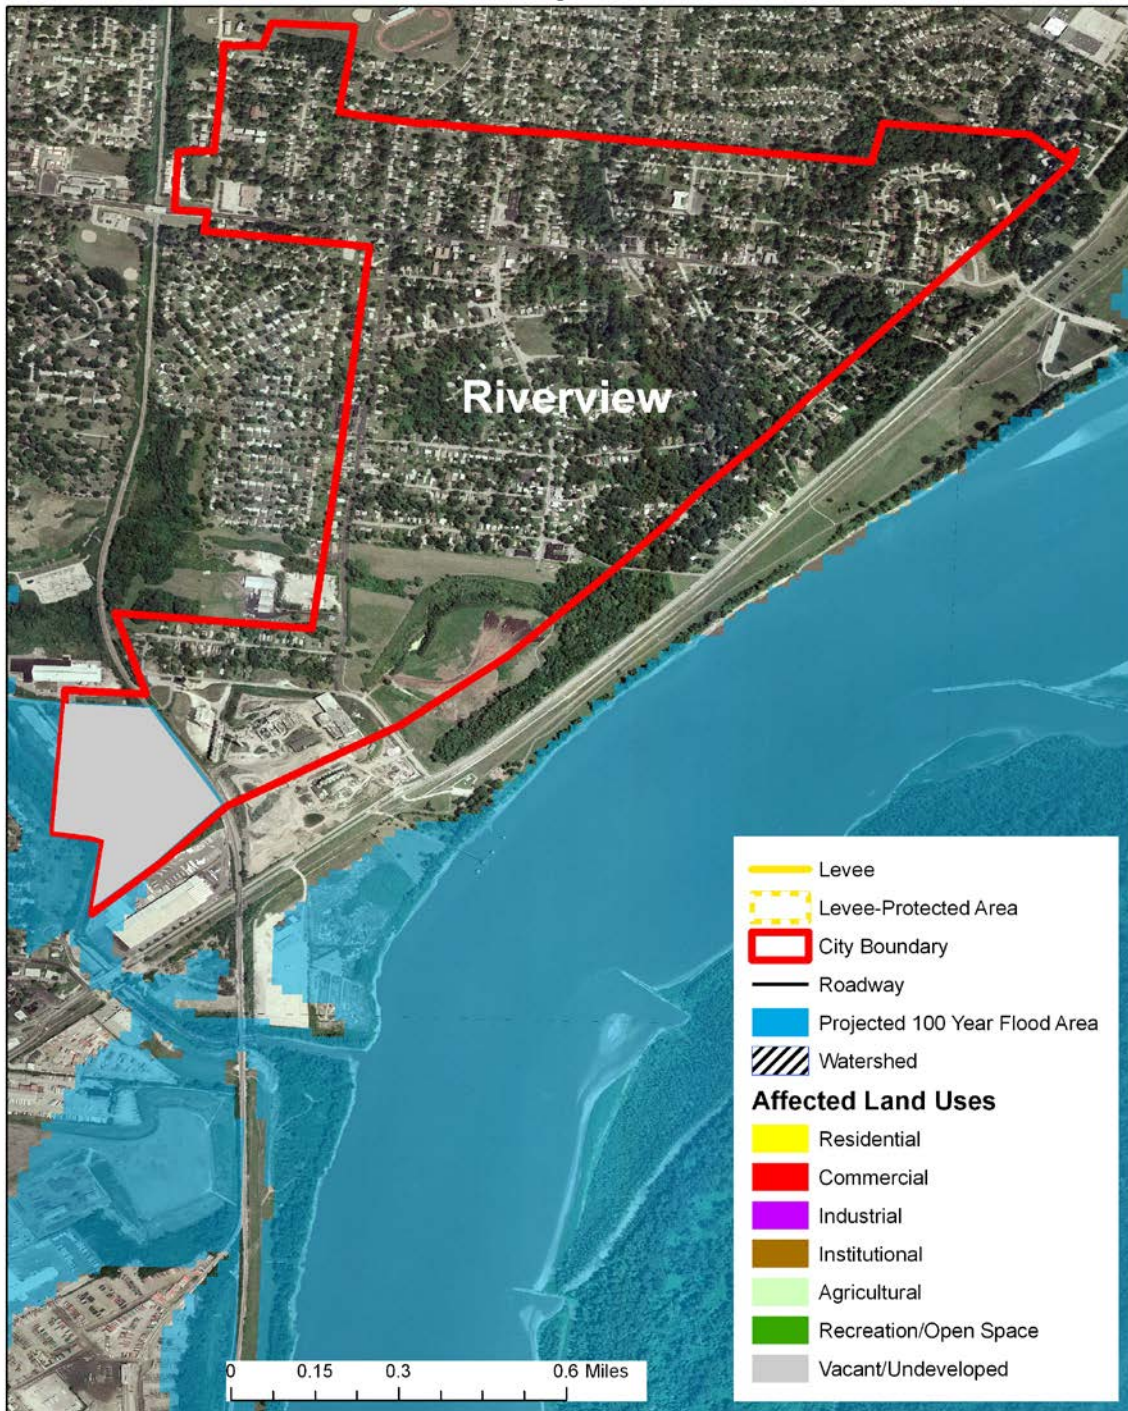 Riverview
Levee
Levee-Protected Area
City Boundary
Roadway
Projected 100 Year Flood Area
Watershed
Affected Land Uses
Residential
Commercial
Industrial
Institutional
Agricultural
Recreation/Open Space
Vacant/Undeveloped
0 0.15 0.3 0.6 Miles